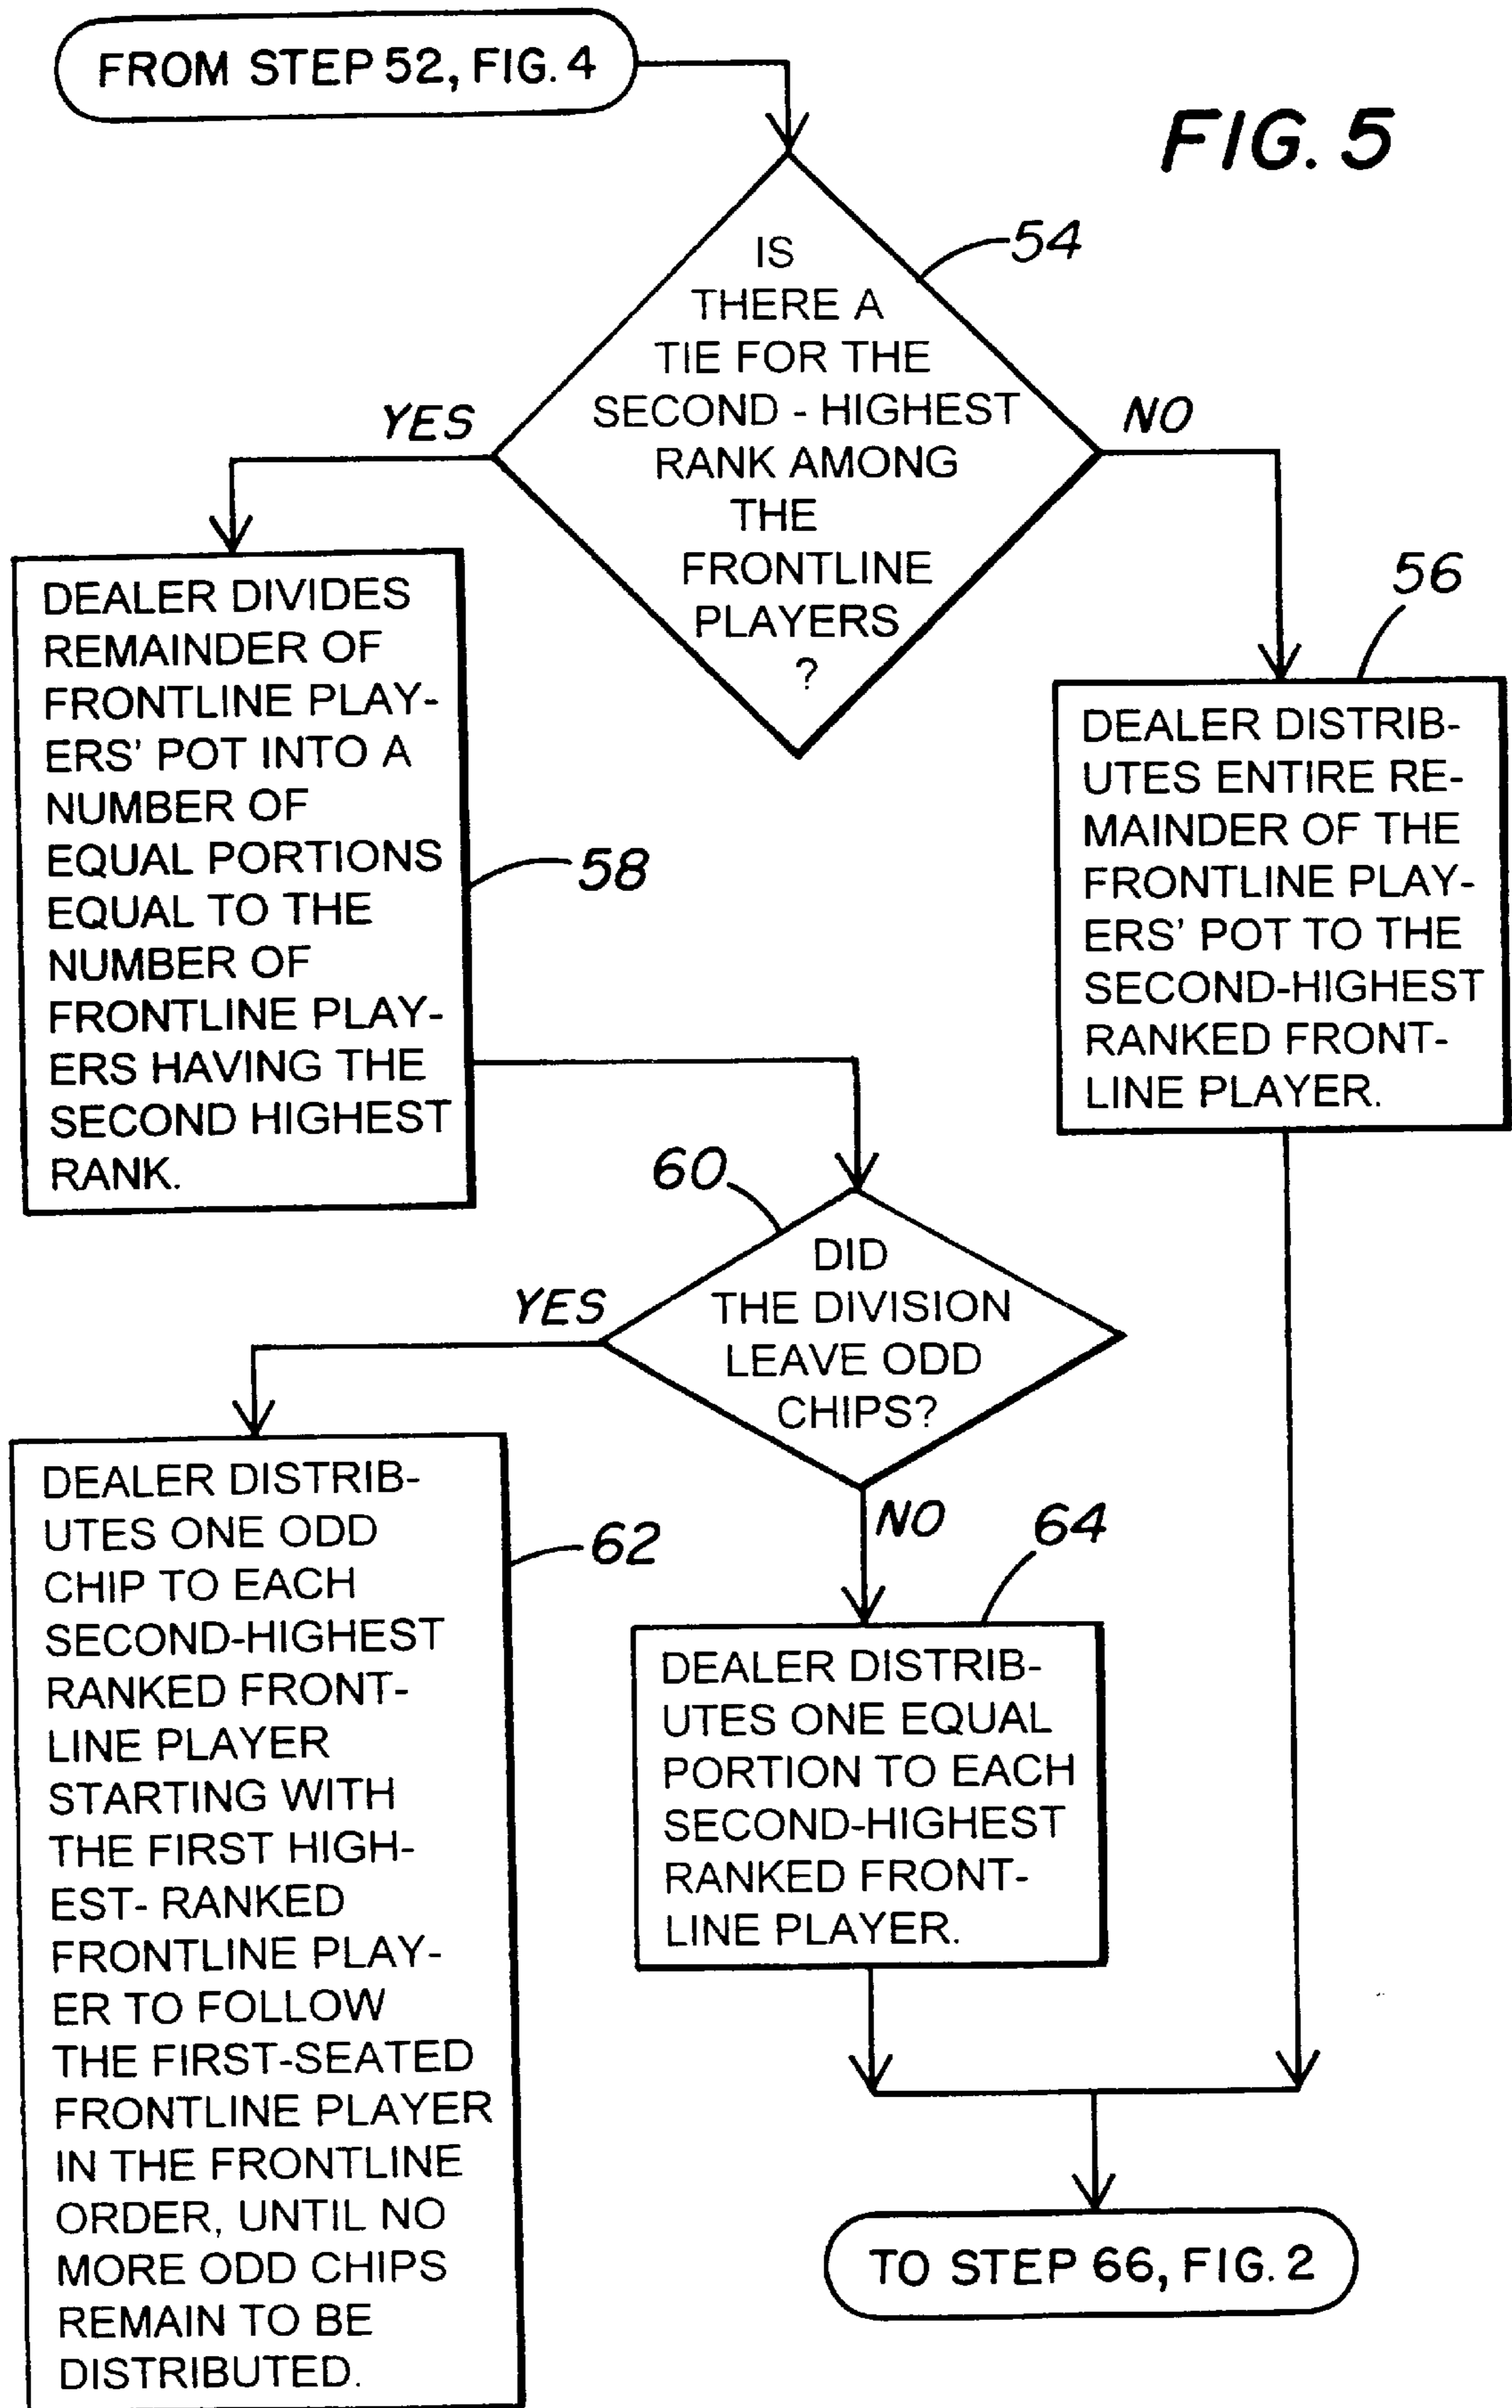 FROM STEP 52, FIG. 4
FIG. 5
54
IS
THERE A
TIE FOR THE
SECOND - HIGHEST
RANK AMONG
THE
FRONTLINE
PLAYERS
?
YES
NO
DEALER DIVIDES
REMAINDER OF
FRONTLINE PLAY-
ERS' POT INTO A
NUMBER OF
EQUAL PORTIONS
EQUAL TO THE
NUMBER OF
FRONTLINE PLAY-
ERS HAVING THE
SECOND HIGHEST
RANK.
58
56
DEALER DISTRIB-
UTES ENTIRE RE-
MAINDER OF THE
FRONTLINE PLAY-
ERS' POT TO THE
SECOND-HIGHEST
RANKED FRONT-
LINE PLAYER.
60
DID
THE DIVISION
LEAVE ODD
CHIPS?
YES
NO
DEALER DISTRIB-
UTES ONE ODD
CHIP TO EACH
SECOND-HIGHEST
RANKED FRONT-
LINE PLAYER
STARTING WITH
THE FIRST HIGH-
EST- RANKED
FRONTLINE PLAY-
ER TO FOLLOW
THE FIRST-SEATED
FRONTLINE PLAYER
IN THE FRONTLINE
ORDER, UNTIL NO
MORE ODD CHIPS
REMAIN TO BE
DISTRIBUTED.
62
64
DEALER DISTRIB-
UTES ONE EQUAL
PORTION TO EACH
SECOND-HIGHEST
RANKED FRONT-
LINE PLAYER.
TO STEP 66, FIG. 2